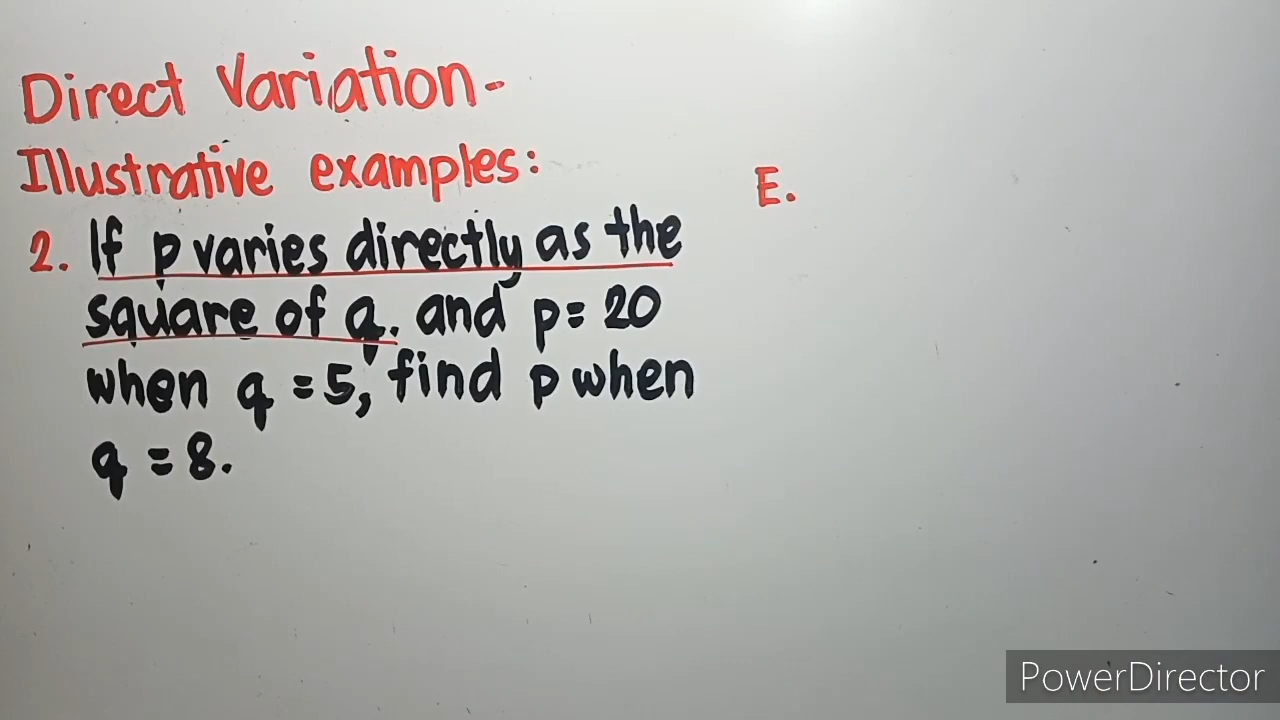 Direct Variation-
Illustrative examples:
E.
2. If p varies directly as the
square of q. and p= 20
when q =5, find p when
q = 8.
PowerDirector